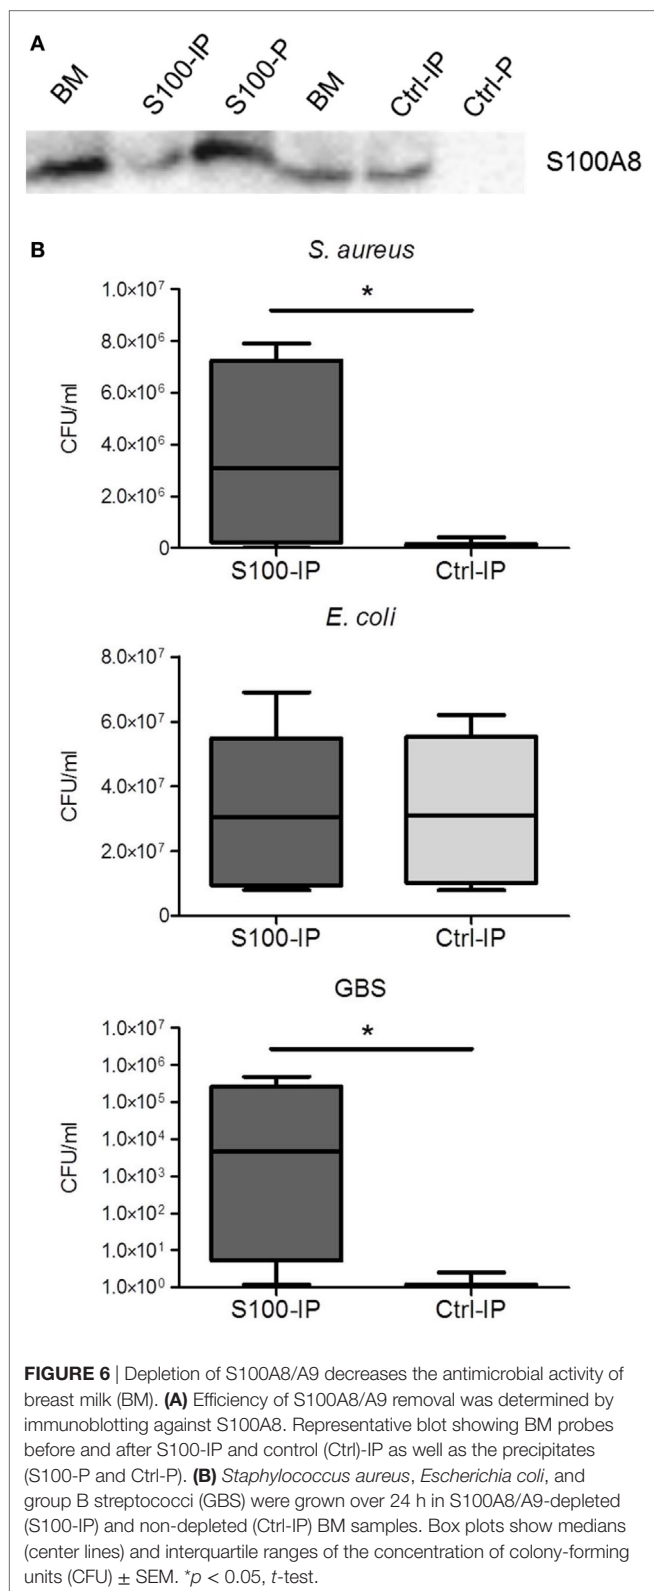 A
BM
S100-IP
S100-P
BM
Ctrl-IP
Ctrl-P
S100A8
B
S. aureus
*
1.0×10⁷
8.0×10⁶
6.0×10⁶
4.0×10⁶
2.0×10⁶
0
CFU/ml
S100-IP
Ctrl-IP
E. coli
8.0×10⁷
6.0×10⁷
4.0×10⁷
2.0×10⁷
0
CFU/ml
S100-IP
Ctrl-IP
GBS
*
1.0×10⁷
1.0×10⁶
1.0×10⁵
1.0×10⁴
1.0×10³
1.0×10²
1.0×10¹
1.0×10⁰
CFU/ml
S100-IP
Ctrl-IP
FIGURE 6 | Depletion of S100A8/A9 decreases the antimicrobial activity of
breast milk (BM). (A) Efficiency of S100A8/A9 removal was determined by
immunoblotting against S100A8. Representative blot showing BM probes
before and after S100-IP and control (Ctrl)-IP as well as the precipitates
(S100-P and Ctrl-P). (B) Staphylococcus aureus, Escherichia coli, and
group B streptococci (GBS) were grown over 24 h in S100A8/A9-depleted
(S100-IP) and non-depleted (Ctrl-IP) BM samples. Box plots show medians
(center lines) and interquartile ranges of the concentration of colony-forming
units (CFU) ± SEM. *p < 0.05, t-test.